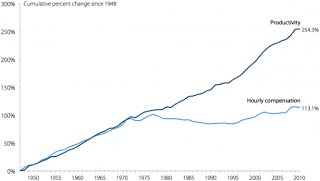 300%
Cumulative percent change since 1948
Productivity
254.3%
250%
200%
150%
Hourly compensation
113.1%
100%
50%
0%
1950 1955 1960 1965 1970 1975 1980 1985 1990 1995 2000 2005 2010